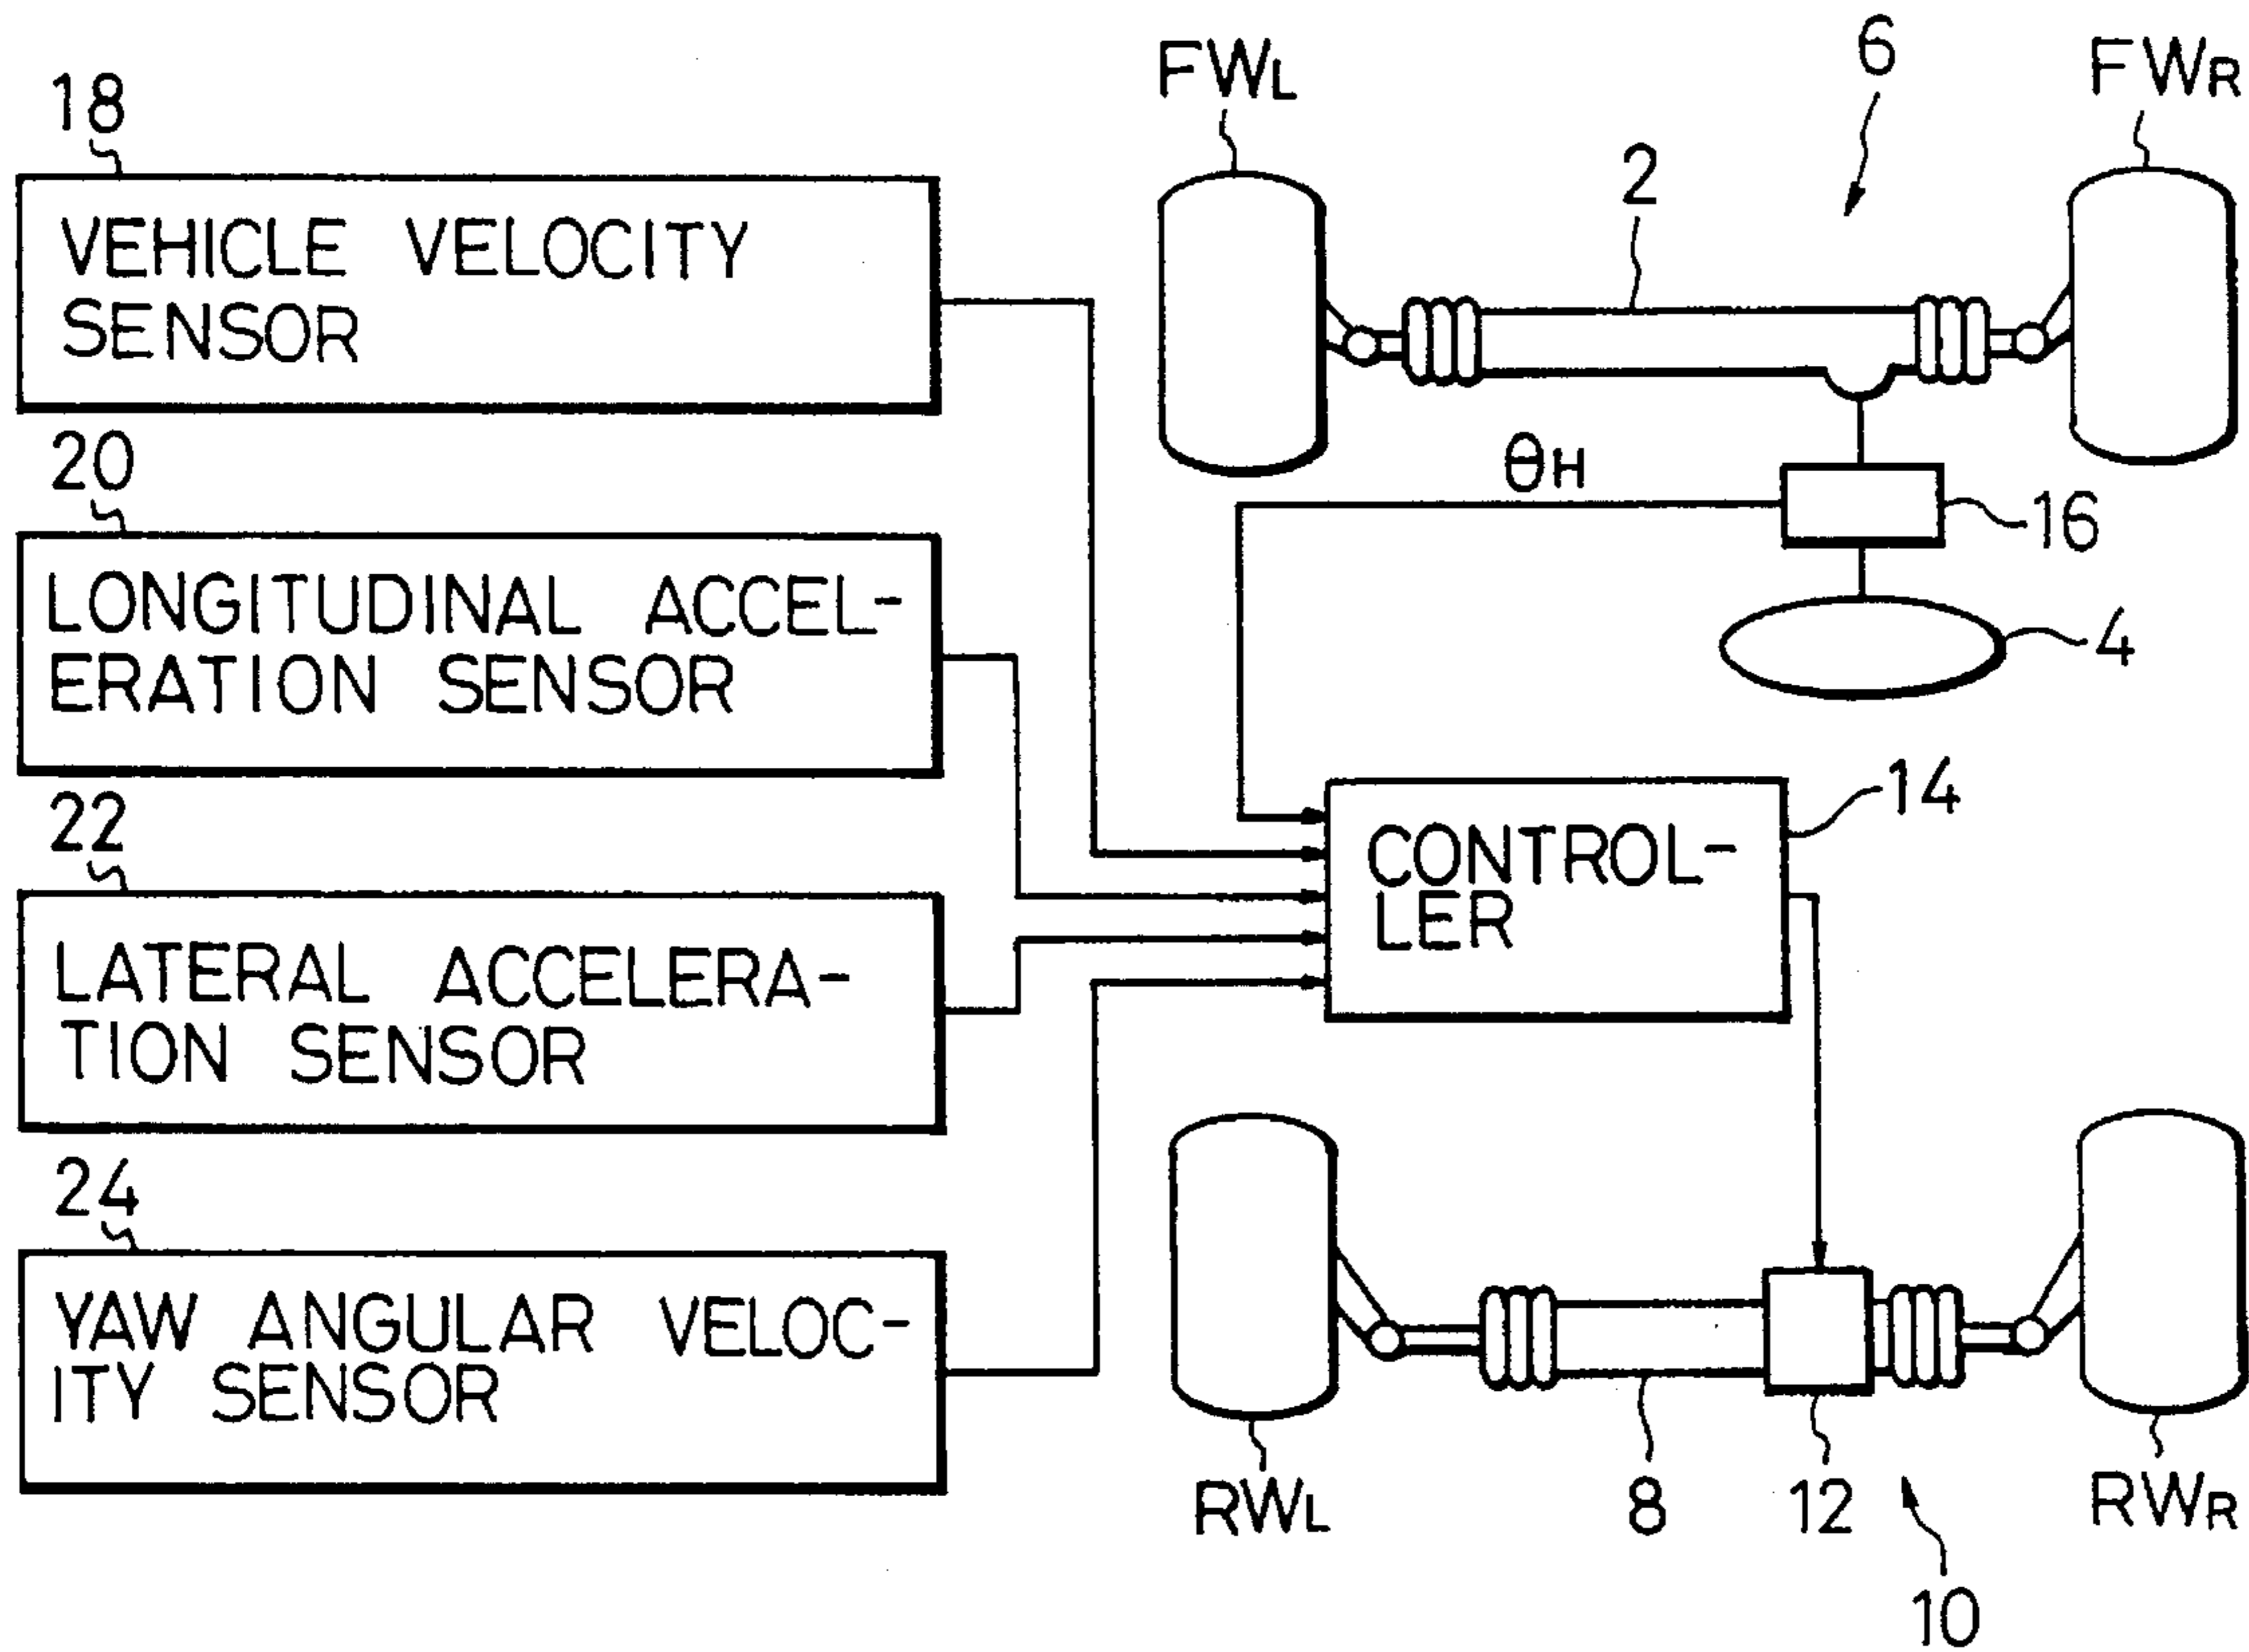 18
VEHICLE VELOCITY
SENSOR
20
LONGITUDINAL ACCEL-
ERATION SENSOR
22
LATERAL ACCELERA-
TION SENSOR
24
YAW ANGULAR VELOC-
ITY SENSOR
FWL
6
FWR
2
θH
16
4
14
CONTROL-
LER
RWL
8
12
RWR
10